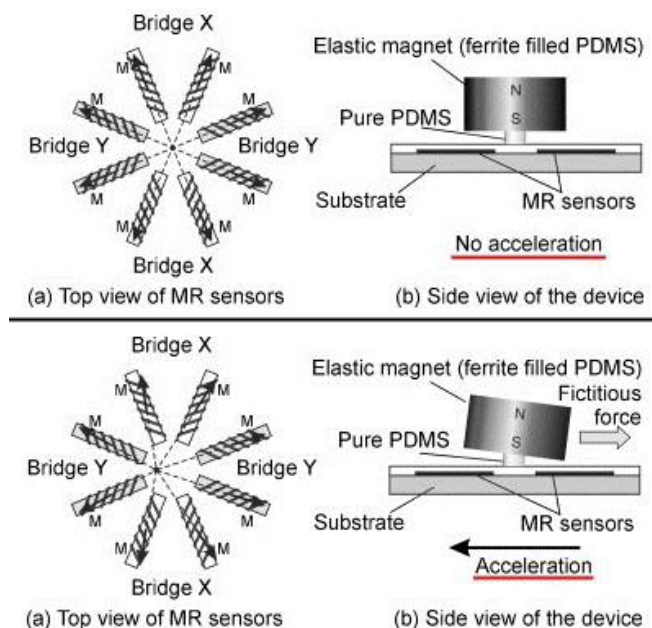 Bridge X
M M
M M
Bridge Y Bridge Y
M M
M M
Bridge X
(a) Top view of MR sensors
Elastic magnet (ferrite filled PDMS)
N
S
Pure PDMS
Substrate
MR sensors
No acceleration
(b) Side view of the device
Bridge X
M M
M M
Bridge Y Bridge Y
M M
M M
Bridge X
(a) Top view of MR sensors
Elastic magnet (ferrite filled PDMS)
Fictitious
force
N
S
Pure PDMS
Substrate
MR sensors
Acceleration
(b) Side view of the device